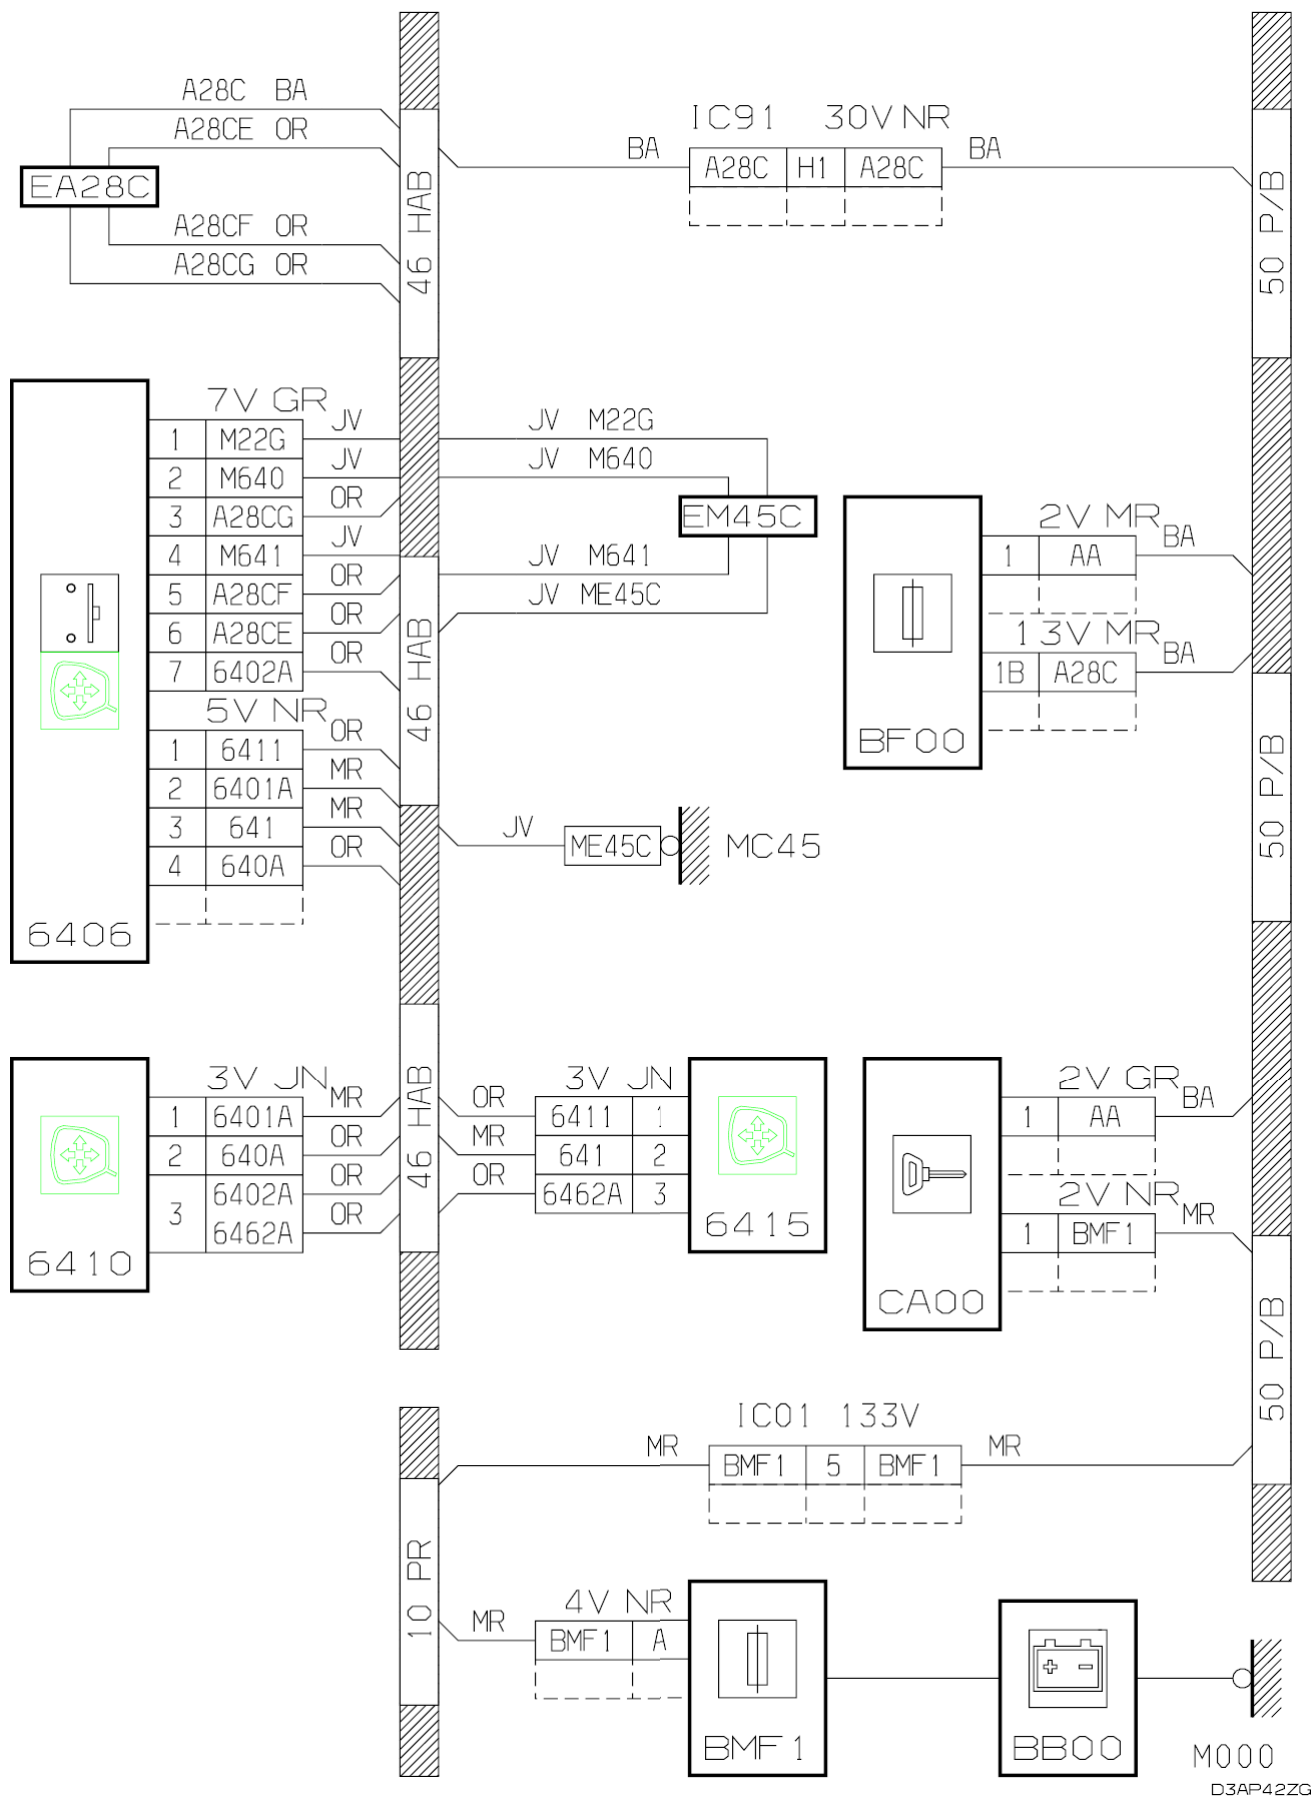 A28C BA
A28CE OR
EA28C
A28CF OR
A28CG OR
46 HAB
IC91 30V NR
BA
A28C H1 A28C
BA
50 P/B
7V GR
1 M22G JV
2 M640 JV
3 A28CG OR
4 M641 JV
5 A28CF OR
6 A28CE OR
7 6402A OR
5V NR
1 6411 OR
2 6401A MR
3 641 MR
4 640A OR
6406
46 HAB
JV M22G
JV M640
EM45C
JV M641
JV ME45C
JV
ME45C
MC45
2V MR
1 AA BA
13V MR
1B A28C BA
BF00
50 P/B
3V JN
1 6401A MR
2 640A OR
3 6402A OR
6462A OR
6410
46 HAB
3V JN
OR 6411 1
MR 641 2
OR 6462A 3
6415
2V GR
1 AA BA
2V NR
1 BMF1 MR
CA00
50 P/B
IC01 133V
MR
BMF1 5 BMF1
MR
10 PR
4V NR
MR
BMF1 A
BMF1
+ -
BB00
M000
D3AP42ZG